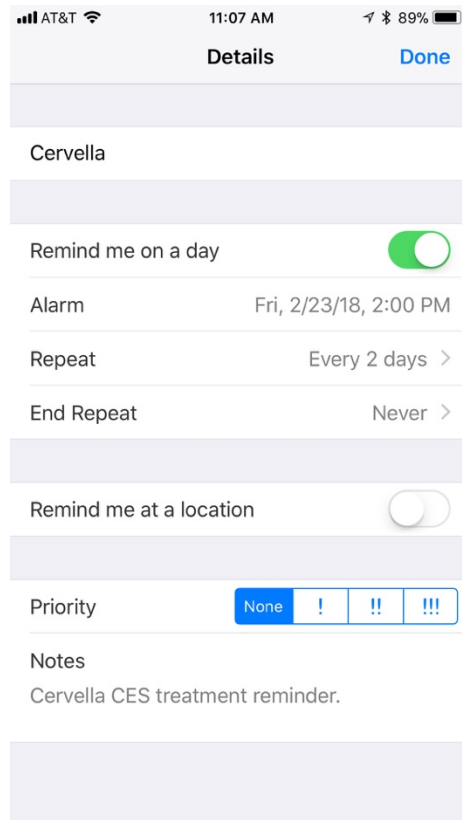 AT&T 11:07 AM 89%
Details Done
Cervella
Remind me on a day
Alarm Fri, 2/23/18, 2:00 PM
Repeat Every 2 days >
End Repeat Never >
Remind me at a location
Priority None ! !! !!!
Notes
Cervella CES treatment reminder.